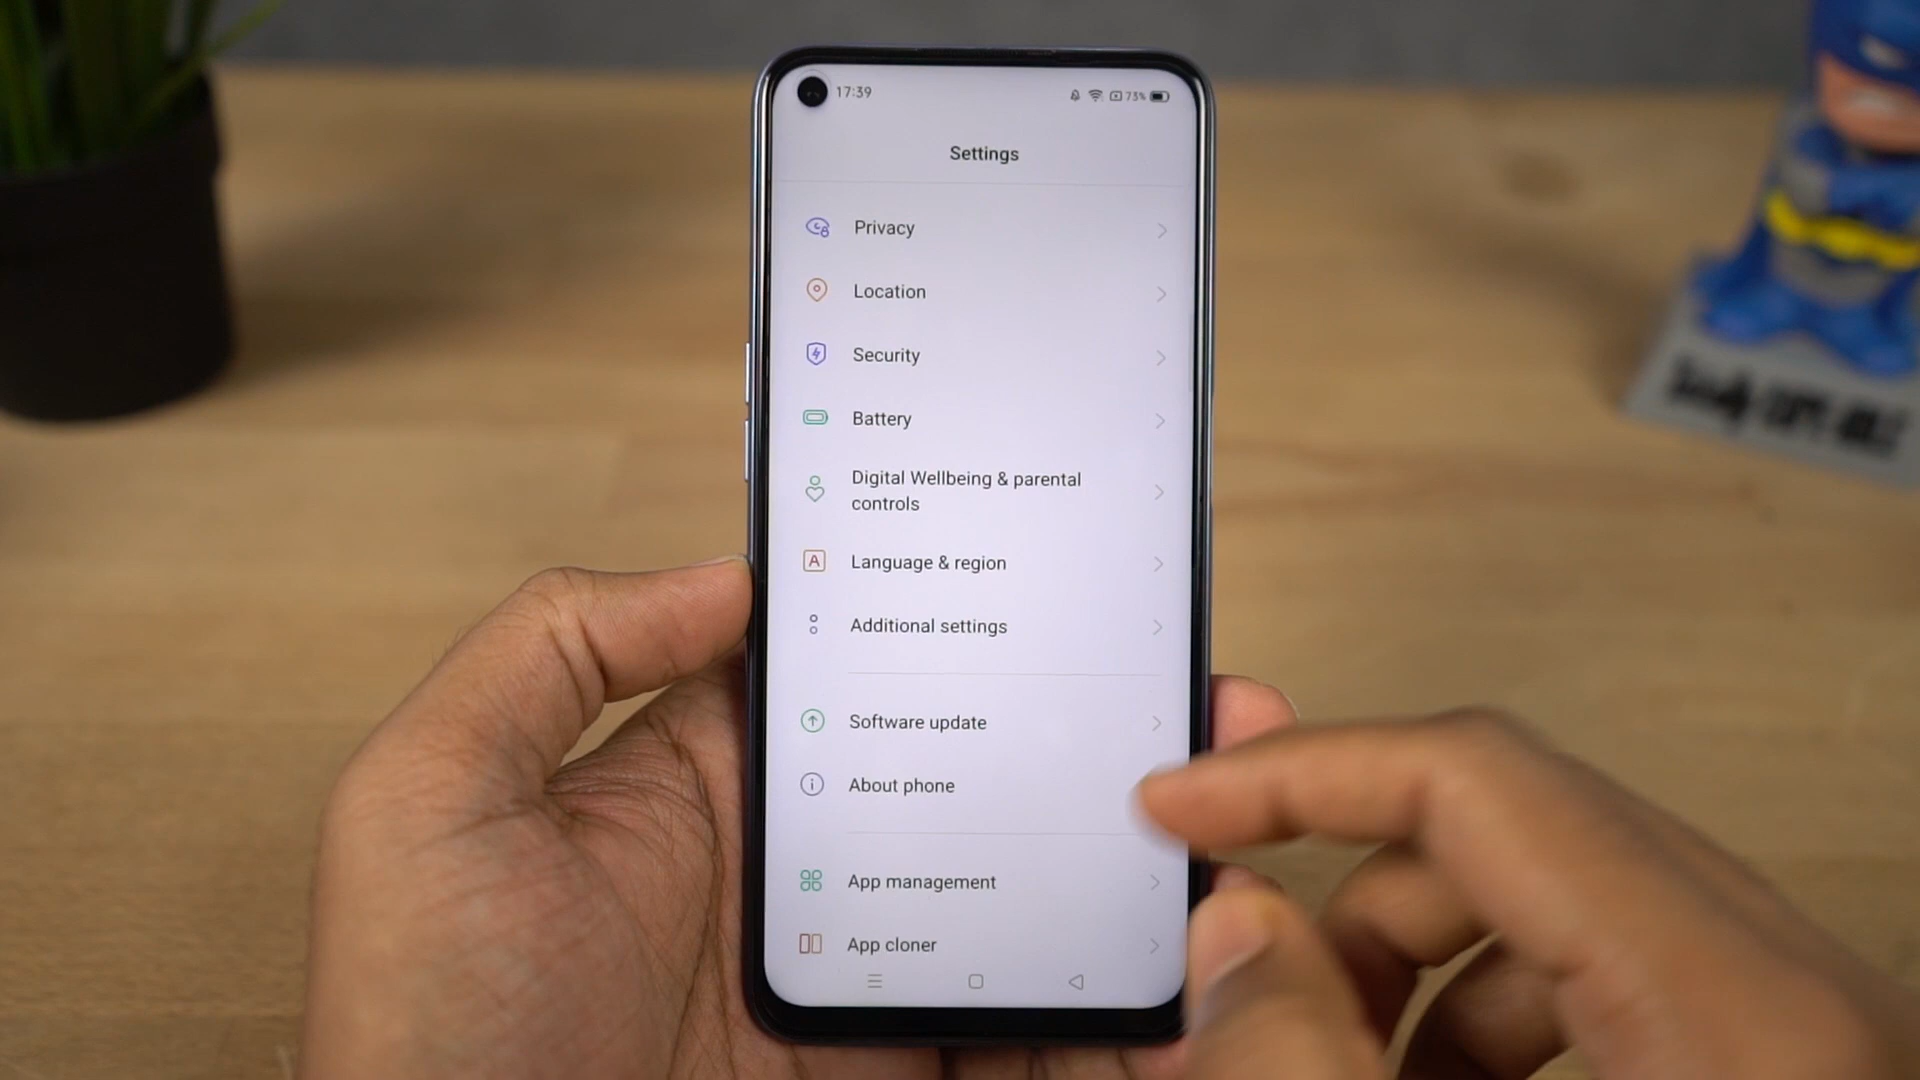 17:39
73%
Settings
Privacy
Location
Security
Battery
Digital Wellbeing & parental
controls
Language & region
A
Additional settings
Software update
About phone
App management
App cloner